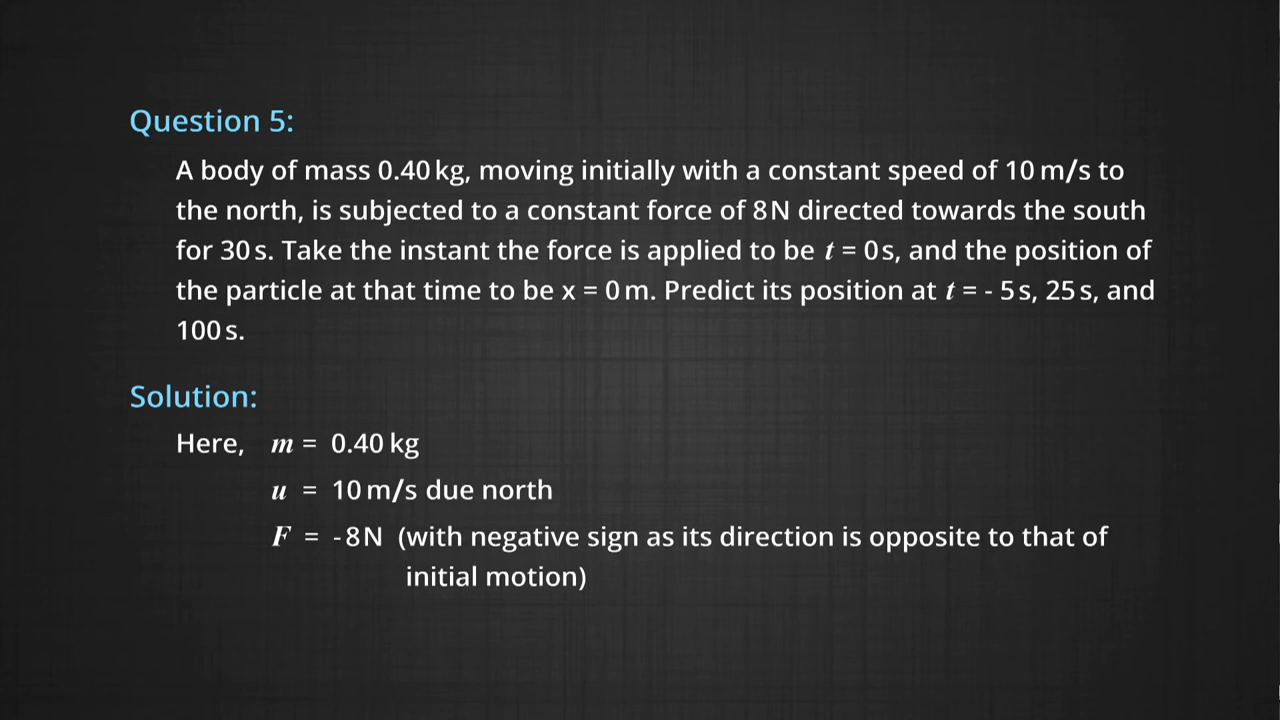 Question 5:
A body of mass 0.40 kg, moving initially with a constant speed of 10 m/s to
the north, is subjected to a constant force of 8 N directed towards the south
for 30 s. Take the instant the force is applied to be t = 0 s, and the position of
the particle at that time to be x = 0 m. Predict its position at t = - 5 s, 25 s, and
100 s.
Solution:
Here, m = 0.40 kg
u = 10 m/s due north
F = - 8 N (with negative sign as its direction is opposite to that of
initial motion)